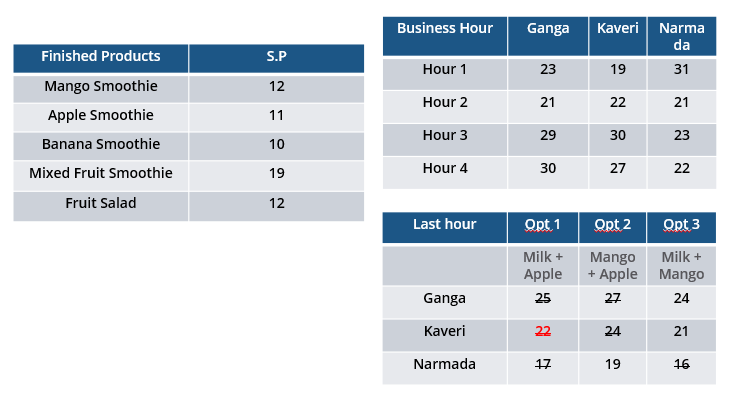 Finished Products S.P
Mango Smoothie 12
Apple Smoothie 11
Banana Smoothie 10
Mixed Fruit Smoothie 19
Fruit Salad 12
Business Hour Ganga Kaveri Narma
da
Hour 1 23 19 31
Hour 2 21 22 21
Hour 3 29 30 23
Hour 4 30 27 22
Last hour Opt 1 Opt 2 Opt 3
Milk + Mango Milk +
Apple + Apple Mango
Ganga 25 27 24
Kaveri 22 24 21
Narmada 17 19 16